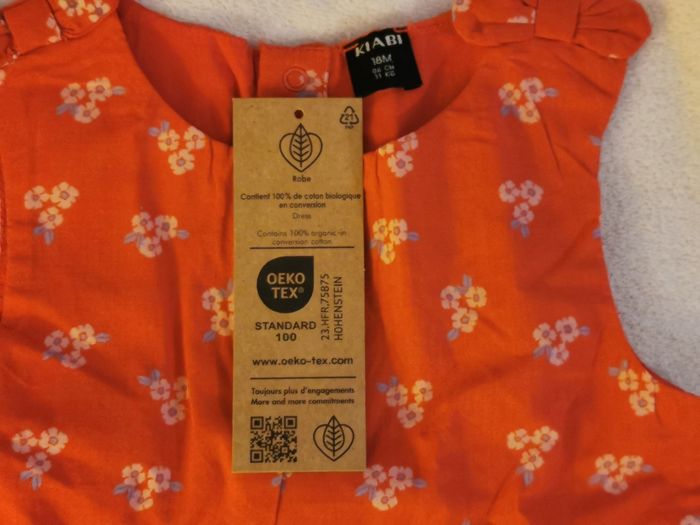 KIABI
18M
86 CM
11 KG
21
PAP
Robe
Contient 100% de coton biologique
en conversion
Dress
Contains 100% organic-in
conversion cotton
OEKO
TEX®
STANDARD
100
23.HFR.75875
HOHENSTEIN
www.oeko-tex.com
Toujours plus d'engagements
More and more commitments